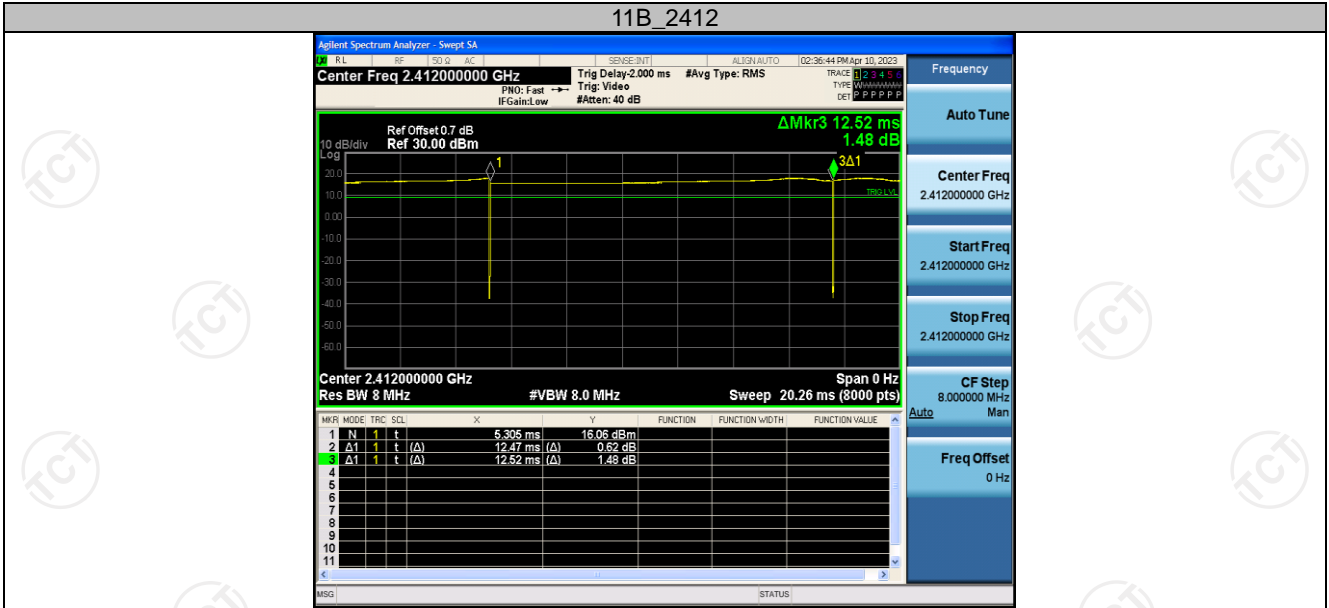 11B_2412
Agilent Spectrum Analyzer - Swept SA
LXI RL RF 50 Ω AC SENSE:INT ALIGN AUTO 02:36:44 PM Apr 10, 2023
Center Freq 2.412000000 GHz
PNO: Fast
IFGain:Low
Trig Delay-2.000 ms
Trig: Video
#Atten: 40 dB
#Avg Type: RMS
TRACE 1 2 3 4 5 6
TYPE WWWWWW
DET P P P P P P
Frequency
Auto Tune
Center Freq
2.412000000 GHz
Start Freq
2.412000000 GHz
Stop Freq
2.412000000 GHz
CF Step
8.000000 MHz
Auto Man
Freq Offset
0 Hz
ΔMkr3 12.52 ms
1.48 dB
Ref Offset 0.7 dB
10 dB/div Ref 30.00 dBm
Log
20.0
10.0
0.00
-10.0
-20.0
-30.0
-40.0
-50.0
-60.0
1
3Δ1
TRIG LVL
Center 2.412000000 GHz Span 0 Hz
Res BW 8 MHz #VBW 8.0 MHz Sweep 20.26 ms (8000 pts)
MKR MODE TRC SCL X Y FUNCTION FUNCTION WIDTH FUNCTION VALUE
1 N 1 t 5.305 ms 16.06 dBm
2 Δ1 1 t (Δ) 12.47 ms (Δ) 0.62 dB
3 Δ1 1 t (Δ) 12.52 ms (Δ) 1.48 dB
4
5
6
7
8
9
10
11
MSG STATUS
TCT
TCT
TCT
TCT
TCT
TCT